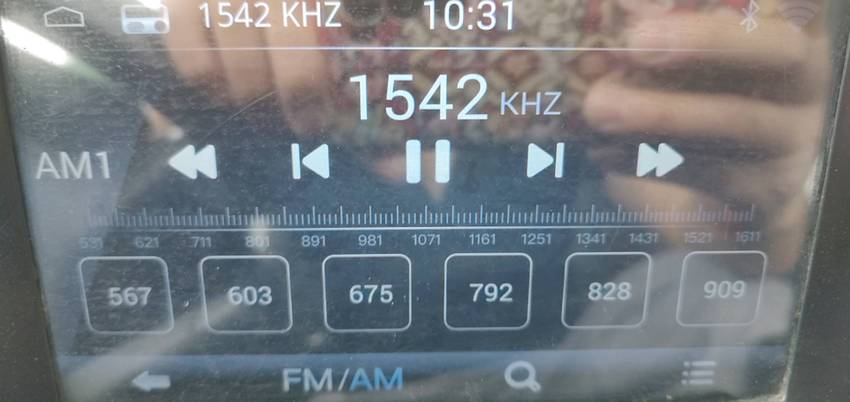 1542 KHZ 10:31
1542 KHZ
AM1
531 621 711 801 891 981 1071 1161 1251 1341 1431 1521 1611
567 603 675 792 828 909
FM/AM